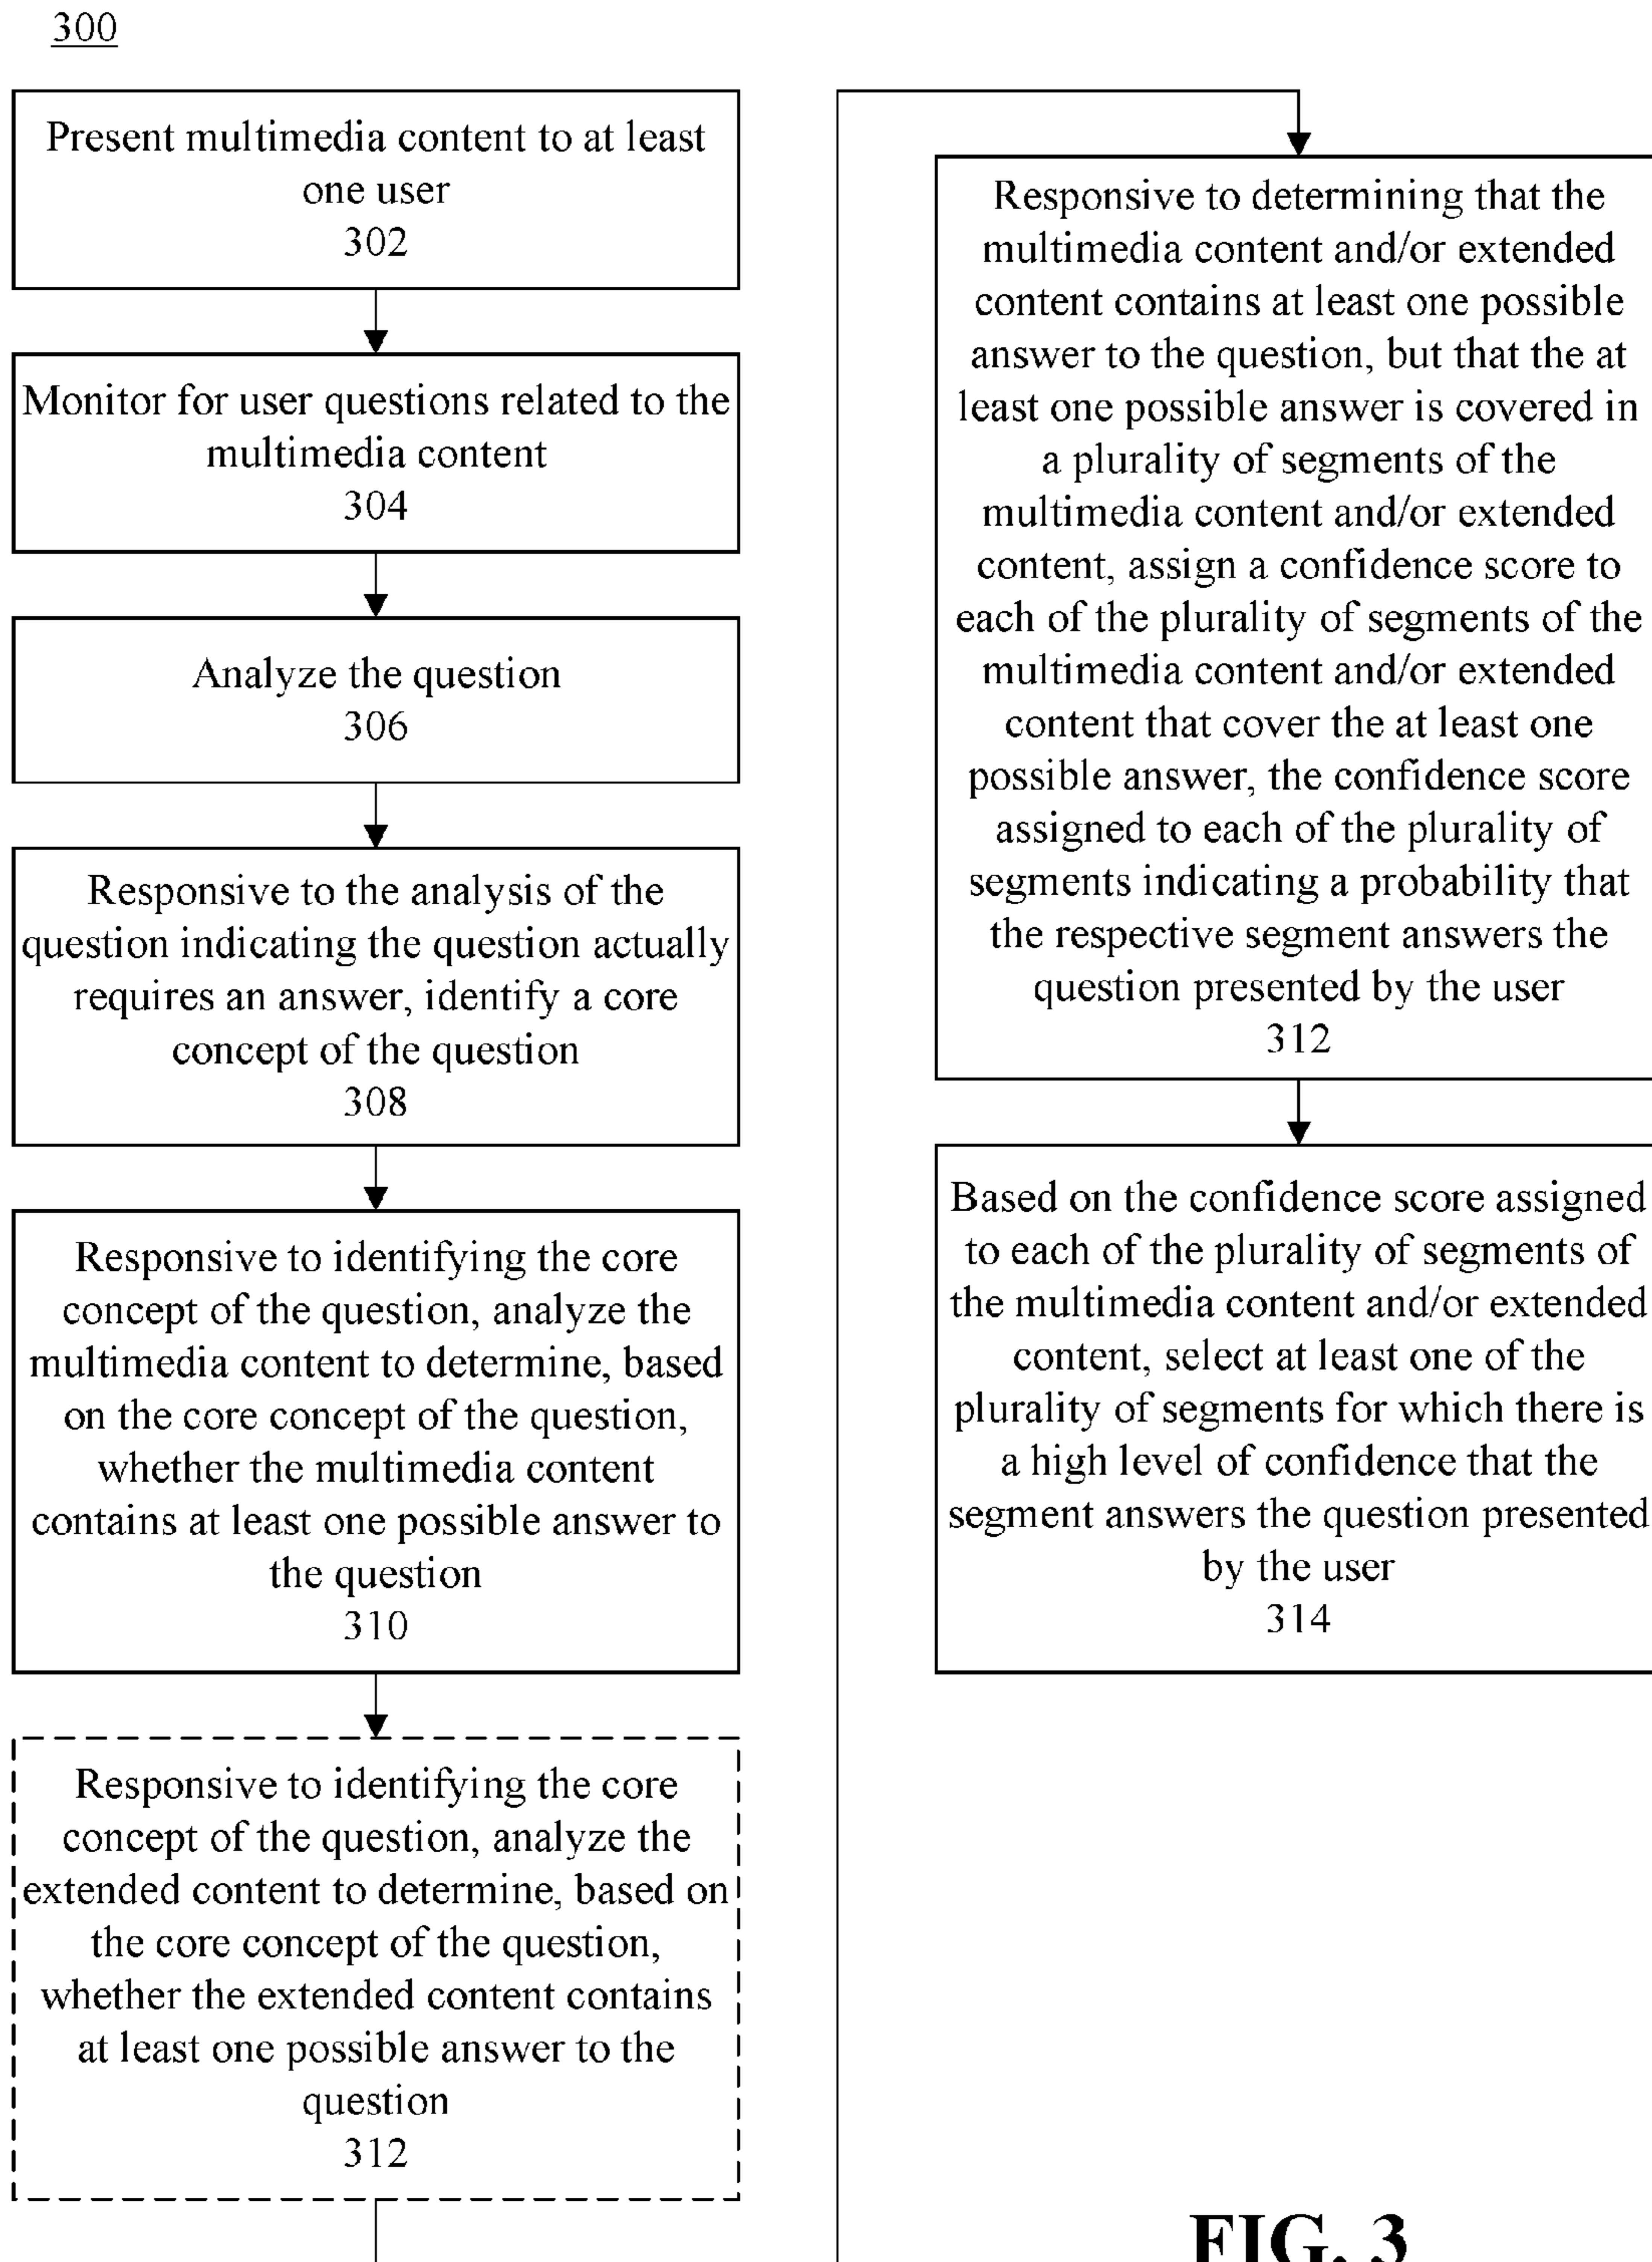 300
Present multimedia content to at least
one user
302
Monitor for user questions related to the
multimedia content
304
Analyze the question
306
Responsive to the analysis of the
question indicating the question actually
requires an answer, identify a core
concept of the question
308
Responsive to identifying the core
concept of the question, analyze the
multimedia content to determine, based
on the core concept of the question,
whether the multimedia content
contains at least one possible answer to
the question
310
Responsive to identifying the core
concept of the question, analyze the
extended content to determine, based on
the core concept of the question,
whether the extended content contains
at least one possible answer to the
question
312
Responsive to determining that the
multimedia content and/or extended
content contains at least one possible
answer to the question, but that the at
least one possible answer is covered in
a plurality of segments of the
multimedia content and/or extended
content, assign a confidence score to
each of the plurality of segments of the
multimedia content and/or extended
content that cover the at least one
possible answer, the confidence score
assigned to each of the plurality of
segments indicating a probability that
the respective segment answers the
question presented by the user
312
Based on the confidence score assigned
to each of the plurality of segments of
the multimedia content and/or extended
content, select at least one of the
plurality of segments for which there is
a high level of confidence that the
segment answers the question presented
by the user
314
FIG. 3